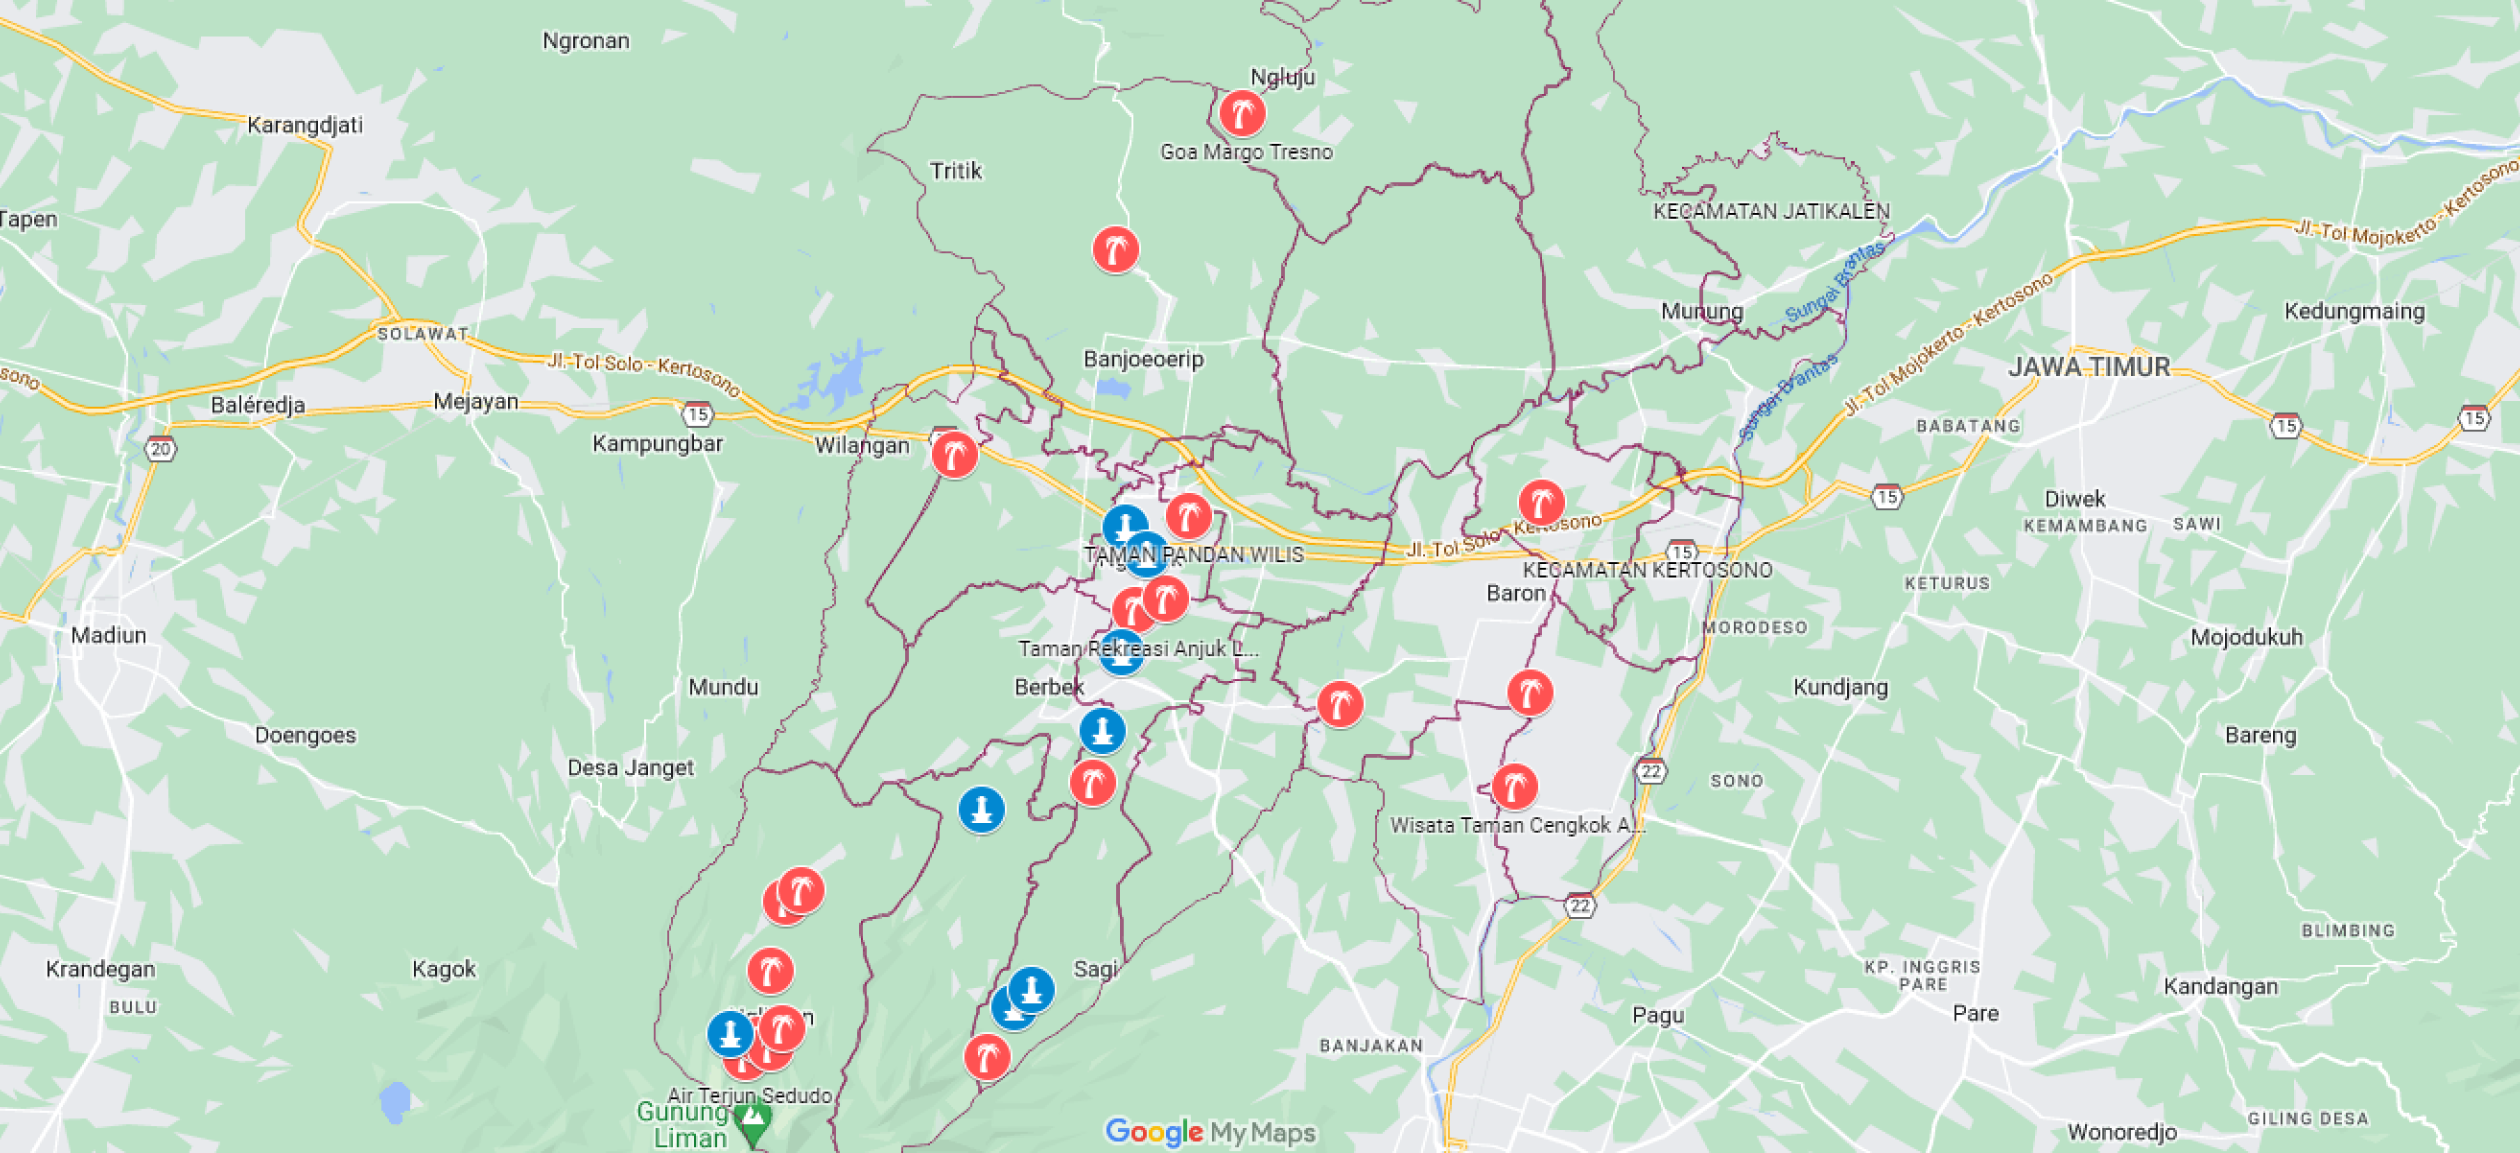 Ngronan
Ngluju
Karangdjati
Goa Margo Tresno
Tritik
Tapen
KECAMATAN JATIKALEN
Jl. Tol Mojokerto - Kertosono
Sungai Brantas
Munung
Kedungmaing
SOLAWAT
Jl. Tol Solo - Kertosono
Banjoeoerip
Jl. Tol Mojokerto - Kertosono
JAWA TIMUR
sono
Baléredja
Mejayan
15
Sungai Brantas
15
15
20
Kampungbar
Wilangan
BABATANG
15
Diwek
KEMAMBANG
SAWI
Jl. Tol Solo - Kertosono
TAMAN PANDAN WILIS
15
KECAMATAN KERTOSONO
Baron
KETURUS
Madiun
MORODESO
Mojodukuh
Taman Rekreasi Anjuk L...
Mundu
Berbek
Kundjang
Doengoes
Bareng
Desa Janget
22
SONO
Wisata Taman Cengkok A...
22
BLIMBING
Krandegan
Kagok
Sagi
KP. INGGRIS
PARE
Kandangan
BULU
Pagu
Pare
BANJAKAN
Air Terjun Sedudo
Gunung
Liman
Google My Maps
GILING DESA
Wonoredjo